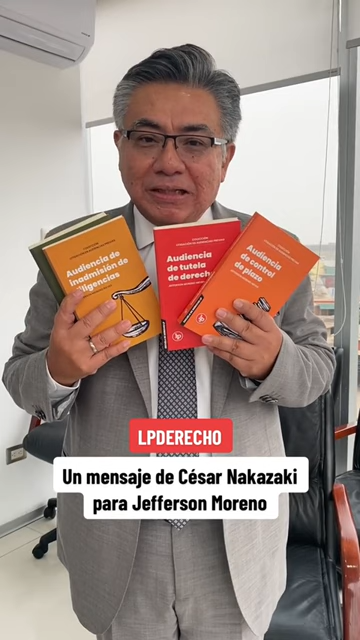 Audiencia de
inadmisión de
diligencias
Audiencia
de tutela
de derechos
Audiencia
de control
de plazo
LPDERECHO
Un mensaje de César Nakazaki
para Jefferson Moreno